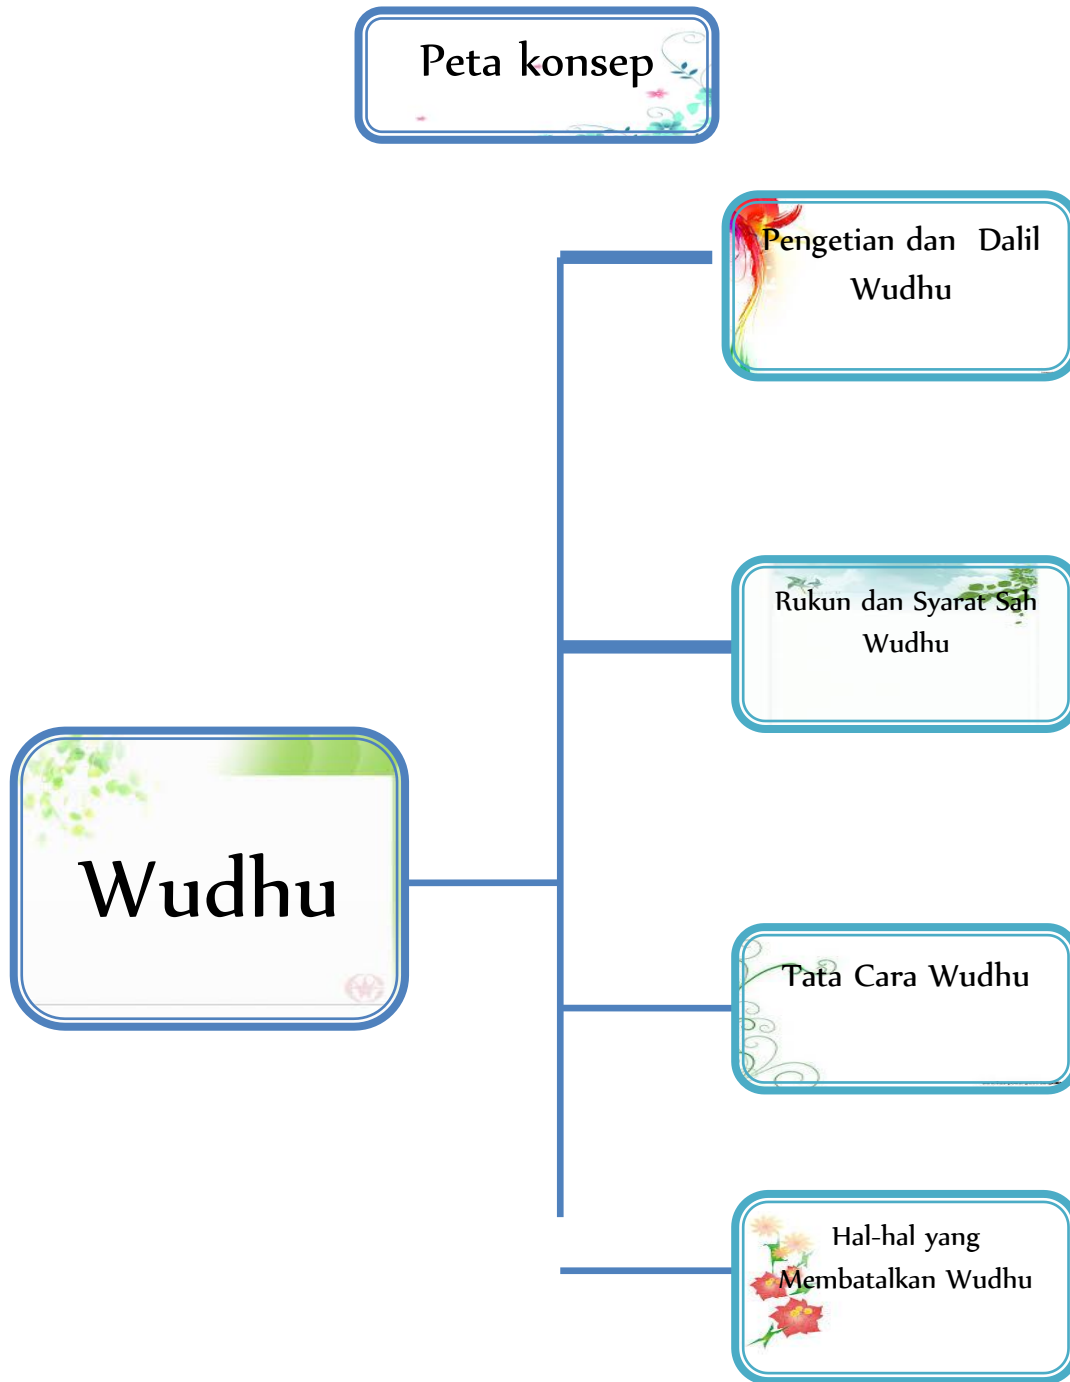 Peta konsep
Pengetian dan Dalil
Wudhu
Rukun dan Syarat Sah
Wudhu
Wudhu
Tata Cara Wudhu
Hal-hal yang
Membatalkan Wudhu